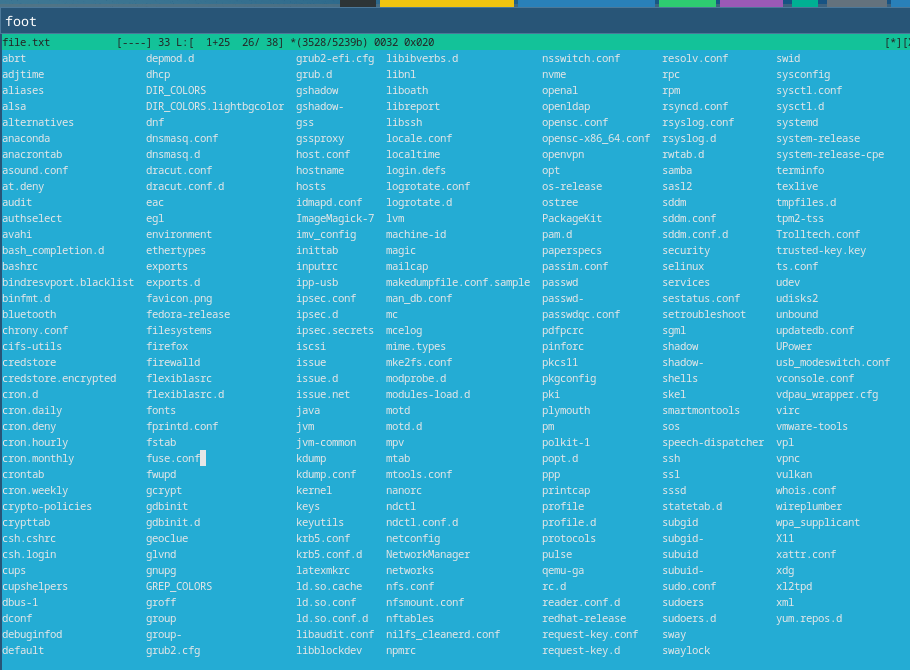 foot
file.txt [----] 33 L:[ 1+25 26/ 38] *(3528/5239b) 0032 0x020 [*][
abrt depmod.d grub2-efi.cfg libibverbs.d nsswitch.conf resolv.conf swid
adjtime dhcp grub.d libnl nvme rpc sysconfig
aliases DIR_COLORS gshadow liboath openal rpm sysctl.conf
alsa DIR_COLORS.lightbgcolor gshadow- libreport openldap rsyncd.conf sysctl.d
alternatives dnf gss libssh opensc.conf rsyslog.conf systemd
anaconda dnsmasq.conf gssproxy locale.conf opensc-x86_64.conf rsyslog.d system-release
anacrontab dnsmasq.d host.conf localtime openvpn rwtab.d system-release-cpe
asound.conf dracut.conf hostname login.defs opt samba terminfo
at.deny dracut.conf.d hosts logrotate.conf os-release sasl2 texlive
audit eac idmapd.conf logrotate.d ostree sddm tmpfiles.d
authselect egl ImageMagick-7 lvm PackageKit sddm.conf tpm2-tss
avahi environment imv_config machine-id pam.d sddm.conf.d Trolltech.conf
bash_completion.d ethertypes inittab magic paperspecs security trusted-key.key
bashrc exports inputrc mailcap passim.conf selinux ts.conf
bindresvport.blacklist exports.d ipp-usb makedumpfile.conf.sample passwd services udev
binfmt.d favicon.png ipsec.conf man_db.conf passwd- sestatus.conf udisks2
bluetooth fedora-release ipsec.d mc passwdqc.conf setroubleshoot unbound
chrony.conf filesystems ipsec.secrets mcelog pdfpcrc sgml updatedb.conf
cifs-utils firefox iscsi mime.types pinforc shadow UPower
credstore firewalld issue mke2fs.conf pkcs11 shadow- usb_modeswitch.conf
credstore.encrypted flexiblasrc issue.d modprobe.d pkgconfig shells vconsole.conf
cron.d flexiblasrc.d issue.net modules-load.d pki skel vdpau_wrapper.cfg
cron.daily fonts java motd plymouth smartmontools virc
cron.deny fprintd.conf jvm motd.d pm sos vmware-tools
cron.hourly fstab jvm-common mpv polkit-1 speech-dispatcher vpl
cron.monthly fuse.conf kdump mtab popt.d ssh vpnc
crontab fwupd kdump.conf mtools.conf ppp ssl vulkan
cron.weekly gcrypt kernel nanorc printcap sssd whois.conf
crypto-policies gdbinit keys ndctl profile statetab.d wireplumber
crypttab gdbinit.d keyutils ndctl.conf.d profile.d subgid wpa_supplicant
csh.cshrc geoclue krb5.conf netconfig protocols subgid- X11
csh.login glvnd krb5.conf.d NetworkManager pulse subuid xattr.conf
cups gnupg latexmkrc networks qemu-ga subuid- xdg
cupshelpers GREP_COLORS ld.so.cache nfs.conf rc.d sudo.conf xl2tpd
dbus-1 groff ld.so.conf nfsmount.conf reader.conf.d sudoers xml
dconf group ld.so.conf.d nftables redhat-release sudoers.d yum.repos.d
debuginfod group- libaudit.conf nilfs_cleanerd.conf request-key.conf sway
default grub2.cfg libblockdev npmrc request-key.d swaylock